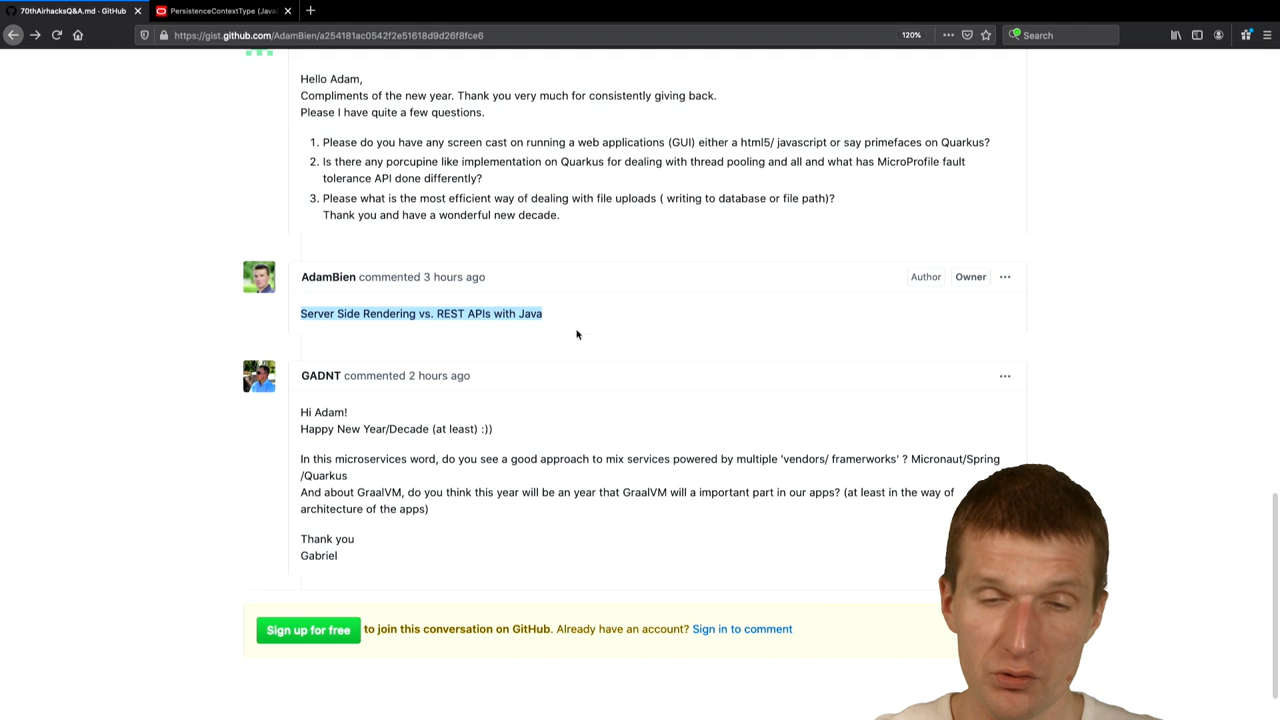 70thAirhacksQ&A.md · GitHub
PersistenceContextType (Java
https://gist.github.com/AdamBien/a254181ac0542f2e51618d9d26f8fce6
120%
Search
Hello Adam,
Compliments of the new year. Thank you very much for consistently giving back.
Please I have quite a few questions.
1. Please do you have any screen cast on running a web applications (GUI) either a html5/ javascript or say primefaces on Quarkus?
2. Is there any porcupine like implementation on Quarkus for dealing with thread pooling and all and what has MicroProfile fault
tolerance API done differently?
3. Please what is the most efficient way of dealing with file uploads ( writing to database or file path)?
Thank you and have a wonderful new decade.
AdamBien commented 3 hours ago
Author Owner
Server Side Rendering vs. REST APIs with Java
GADNT commented 2 hours ago
Hi Adam!
Happy New Year/Decade (at least) :))
In this microservices word, do you see a good approach to mix services powered by multiple 'vendors/ framerworks' ? Micronaut/Spring
/Quarkus
And about GraalVM, do you think this year will be an year that GraalVM will a important part in our apps? (at least in the way of
architecture of the apps)
Thank you
Gabriel
Sign up for free to join this conversation on GitHub. Already have an account? Sign in to comment